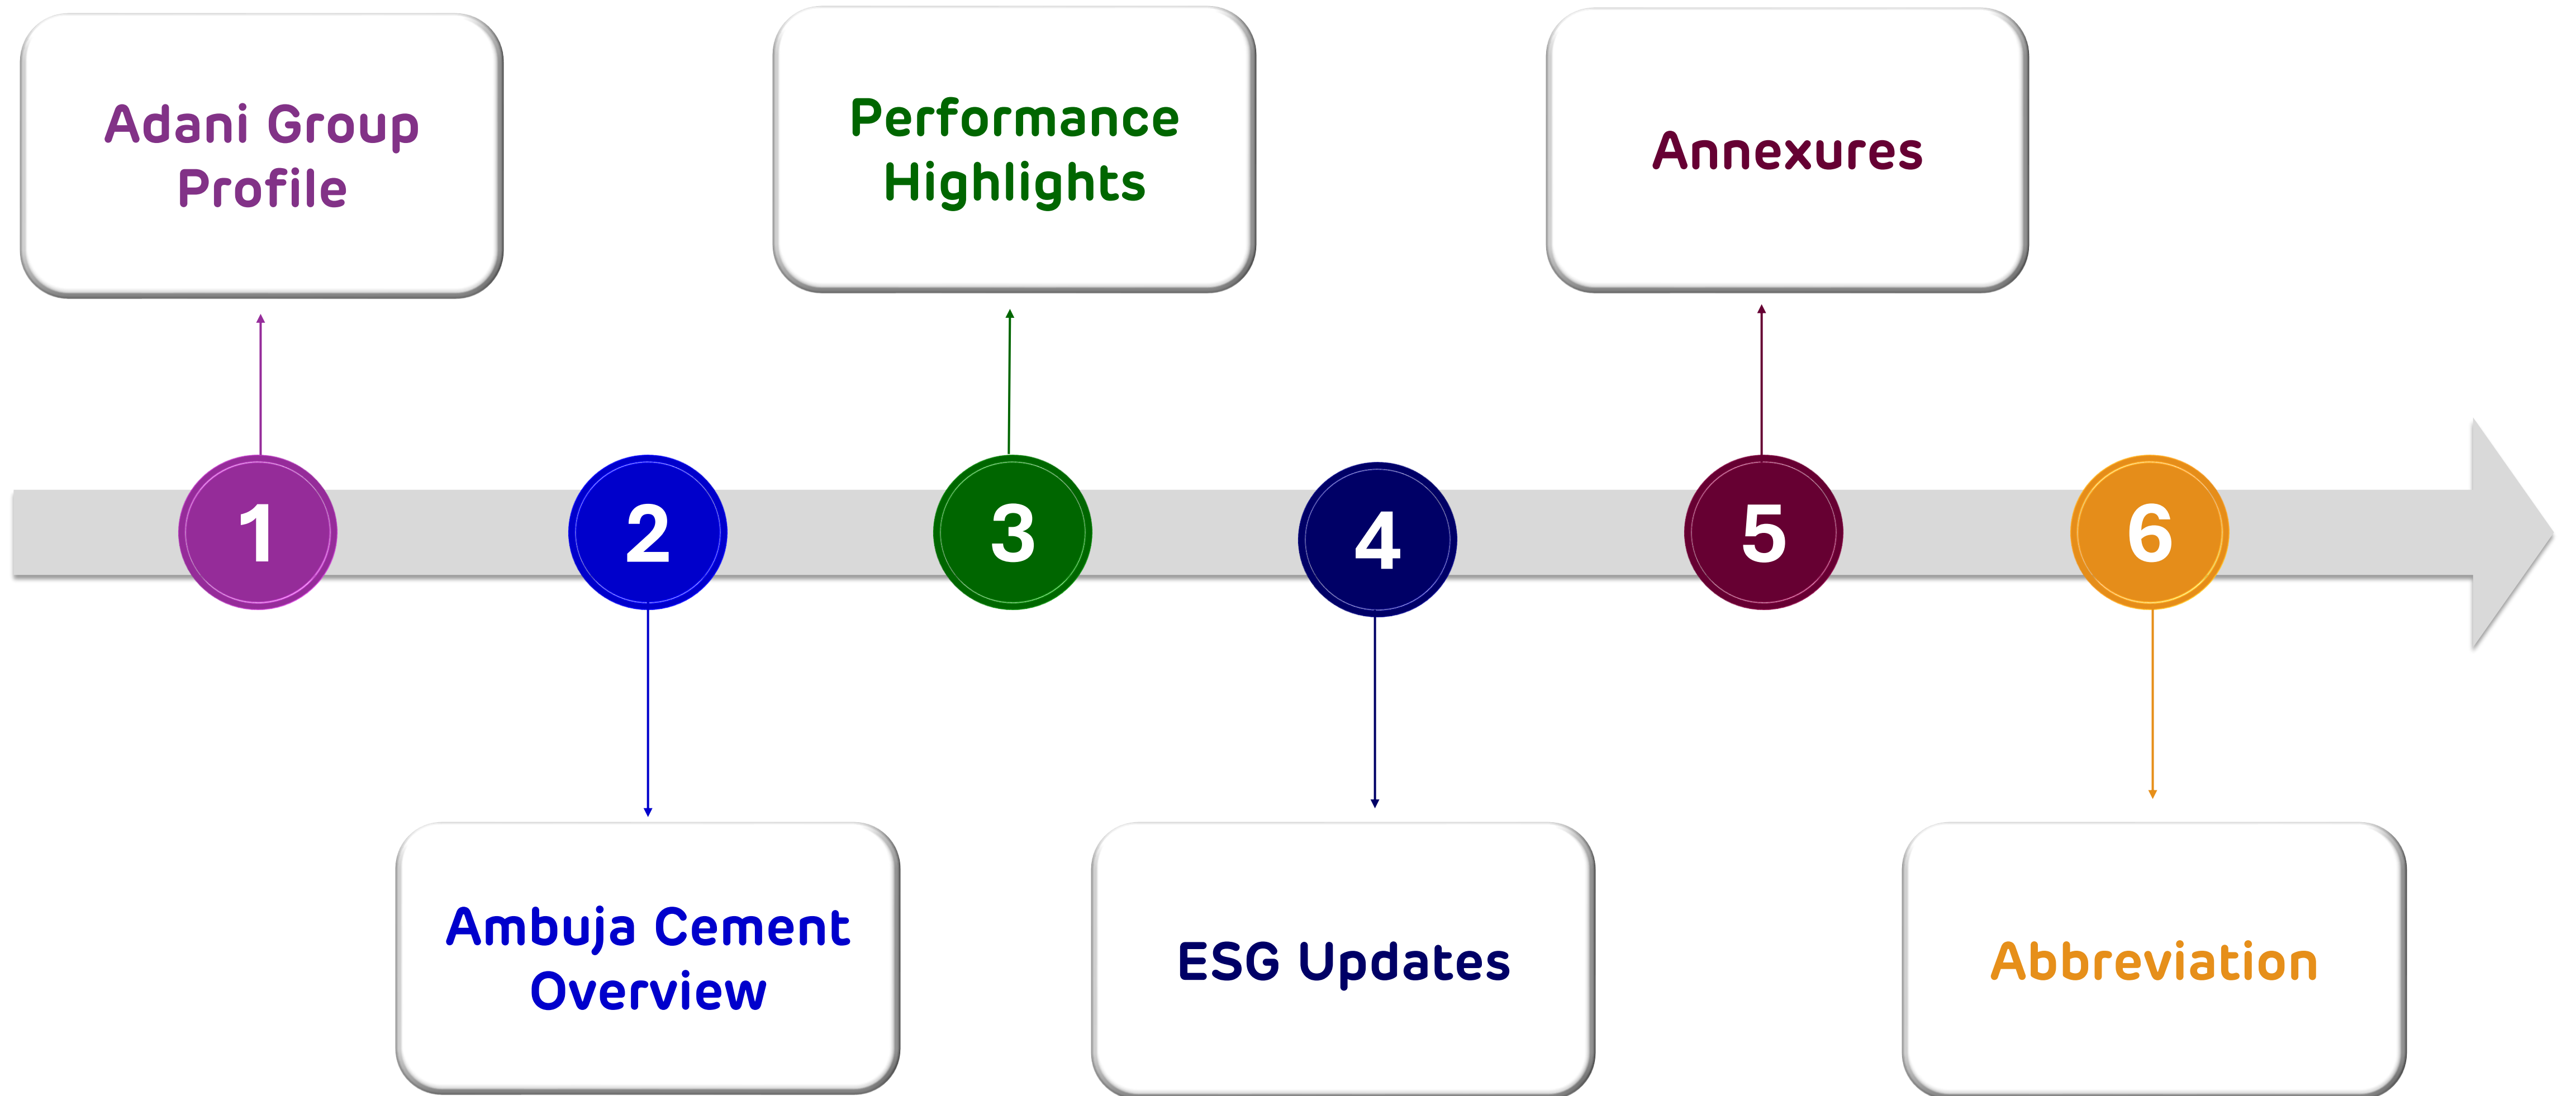 Adani Group
Profile
Performance
Highlights
Annexures
1
2
3
4
5
6
Ambuja Cement
Overview
ESG Updates
Abbreviation